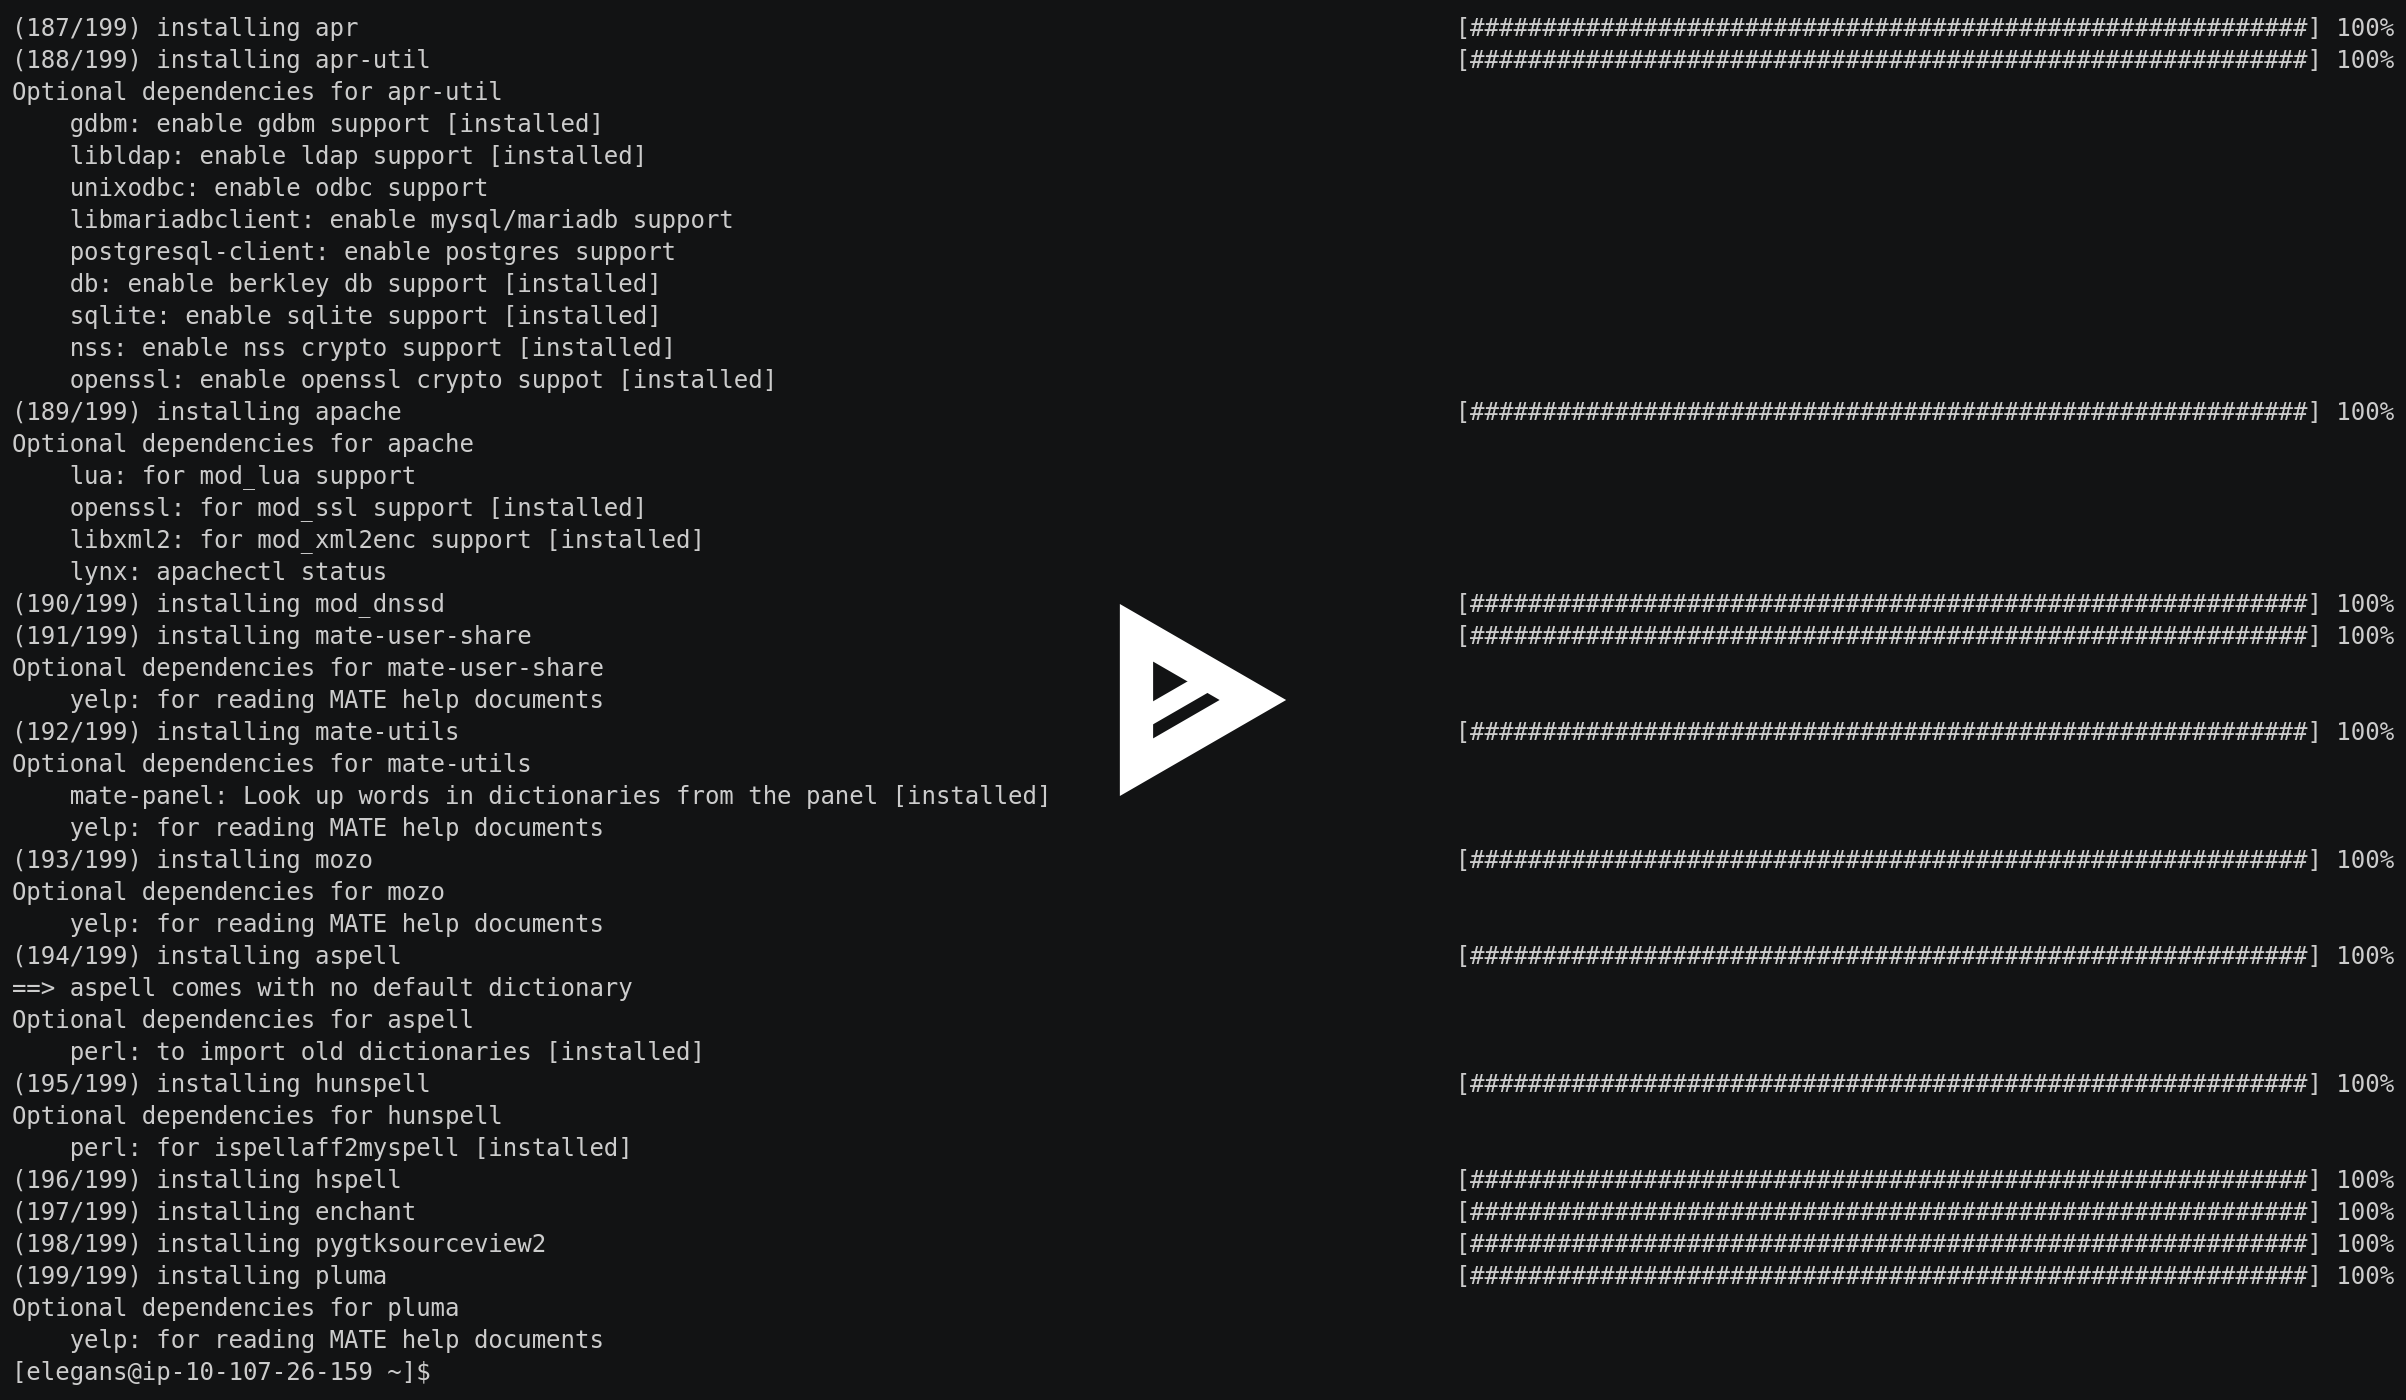 (187/199) installing apr [##########################################################] 100%
(188/199) installing apr-util [##########################################################] 100%
Optional dependencies for apr-util
    gdbm: enable gdbm support [installed]
    libldap: enable ldap support [installed]
    unixodbc: enable odbc support
    libmariadbclient: enable mysql/mariadb support
    postgresql-client: enable postgres support
    db: enable berkley db support [installed]
    sqlite: enable sqlite support [installed]
    nss: enable nss crypto support [installed]
    openssl: enable openssl crypto suppot [installed]
(189/199) installing apache [##########################################################] 100%
Optional dependencies for apache
    lua: for mod_lua support
    openssl: for mod_ssl support [installed]
    libxml2: for mod_xml2enc support [installed]
    lynx: apachectl status
(190/199) installing mod_dnssd [##########################################################] 100%
(191/199) installing mate-user-share [##########################################################] 100%
Optional dependencies for mate-user-share
    yelp: for reading MATE help documents
(192/199) installing mate-utils [##########################################################] 100%
Optional dependencies for mate-utils
    mate-panel: Look up words in dictionaries from the panel [installed]
    yelp: for reading MATE help documents
(193/199) installing mozo [##########################################################] 100%
Optional dependencies for mozo
    yelp: for reading MATE help documents
(194/199) installing aspell [##########################################################] 100%
==> aspell comes with no default dictionary
Optional dependencies for aspell
    perl: to import old dictionaries [installed]
(195/199) installing hunspell [##########################################################] 100%
Optional dependencies for hunspell
    perl: for ispellaff2myspell [installed]
(196/199) installing hspell [##########################################################] 100%
(197/199) installing enchant [##########################################################] 100%
(198/199) installing pygtksourceview2 [##########################################################] 100%
(199/199) installing pluma [##########################################################] 100%
Optional dependencies for pluma
    yelp: for reading MATE help documents
[elegans@ip-10-107-26-159 ~]$